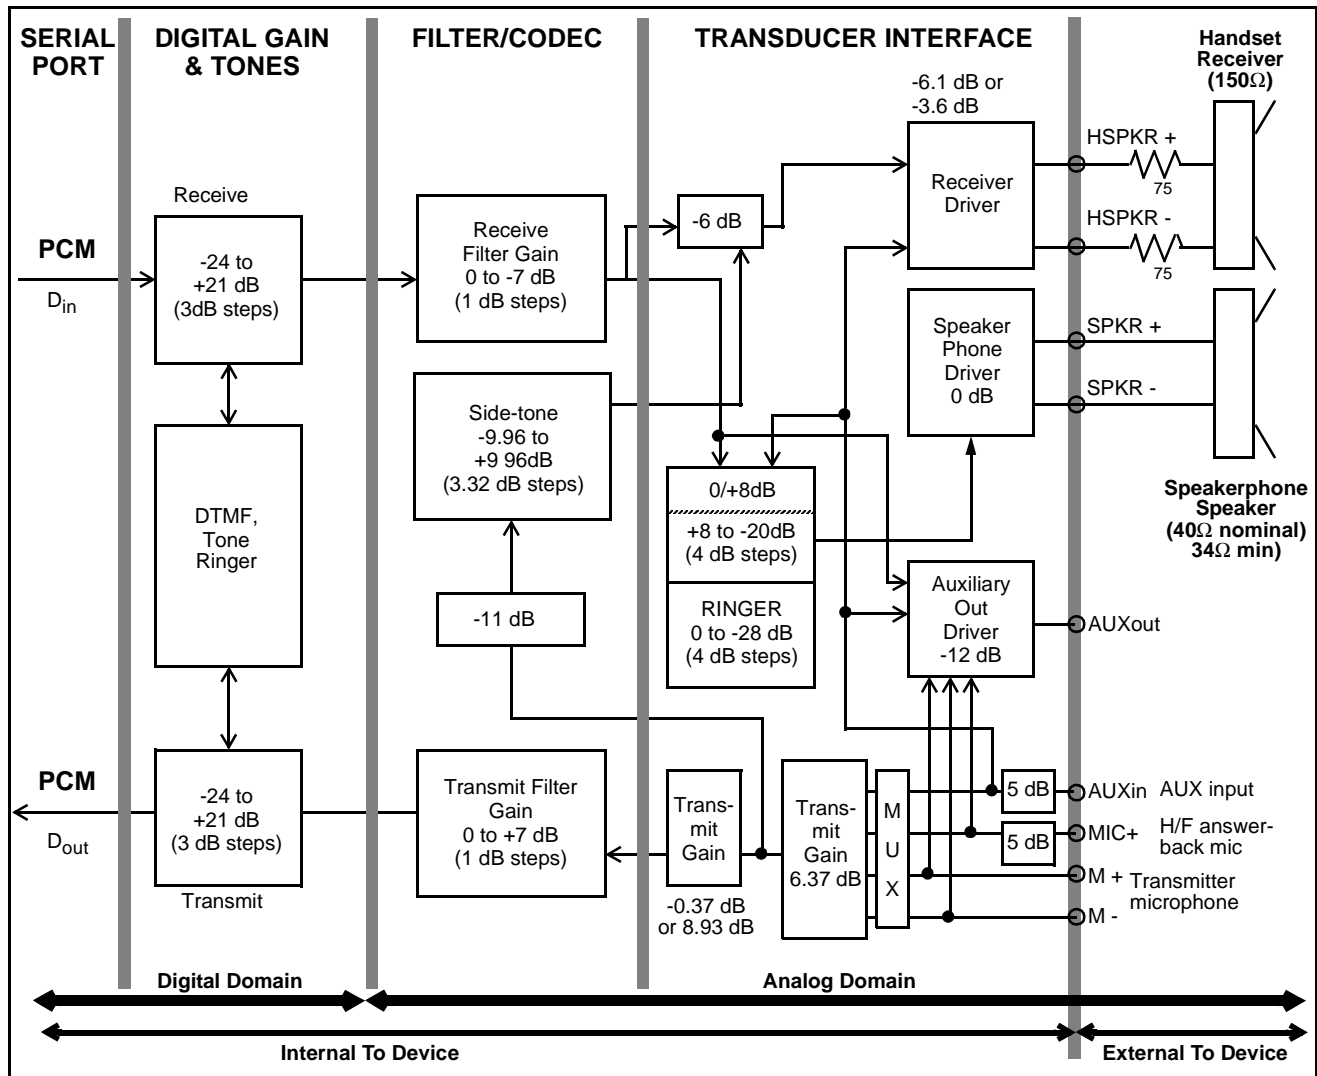 SERIAL
PORT
DIGITAL GAIN
& TONES
FILTER/CODEC
TRANSDUCER INTERFACE
Handset
Receiver
(150Ω)
-6.1 dB or
-3.6 dB
Receiver
Driver
HSPKR +
75
HSPKR -
75
Receive
PCM
Din
-24 to
+21 dB
(3dB steps)
Receive
Filter Gain
0 to -7 dB
(1 dB steps)
-6 dB
Speaker
Phone
Driver
0 dB
SPKR +
SPKR -
Speakerphone
Speaker
(40Ω nominal)
34Ω min)
Side-tone
-9.96 to
+9 96dB
(3.32 dB steps)
DTMF,
Tone
Ringer
0/+8dB
+8 to -20dB
(4 dB steps)
RINGER
0 to -28 dB
(4 dB steps)
-11 dB
Auxiliary
Out
Driver
-12 dB
AUXout
PCM
Dout
-24 to
+21 dB
(3 dB steps)
Transmit
Transmit Filter
Gain
0 to +7 dB
(1 dB steps)
Trans-
mit
Gain
-0.37 dB
or 8.93 dB
Trans-
mit
Gain
6.37 dB
M
U
X
5 dB
AUXin AUX input
5 dB
MIC+ H/F answer-
back mic
M + Transmitter
microphone
M -
Digital Domain
Analog Domain
Internal To Device
External To Device